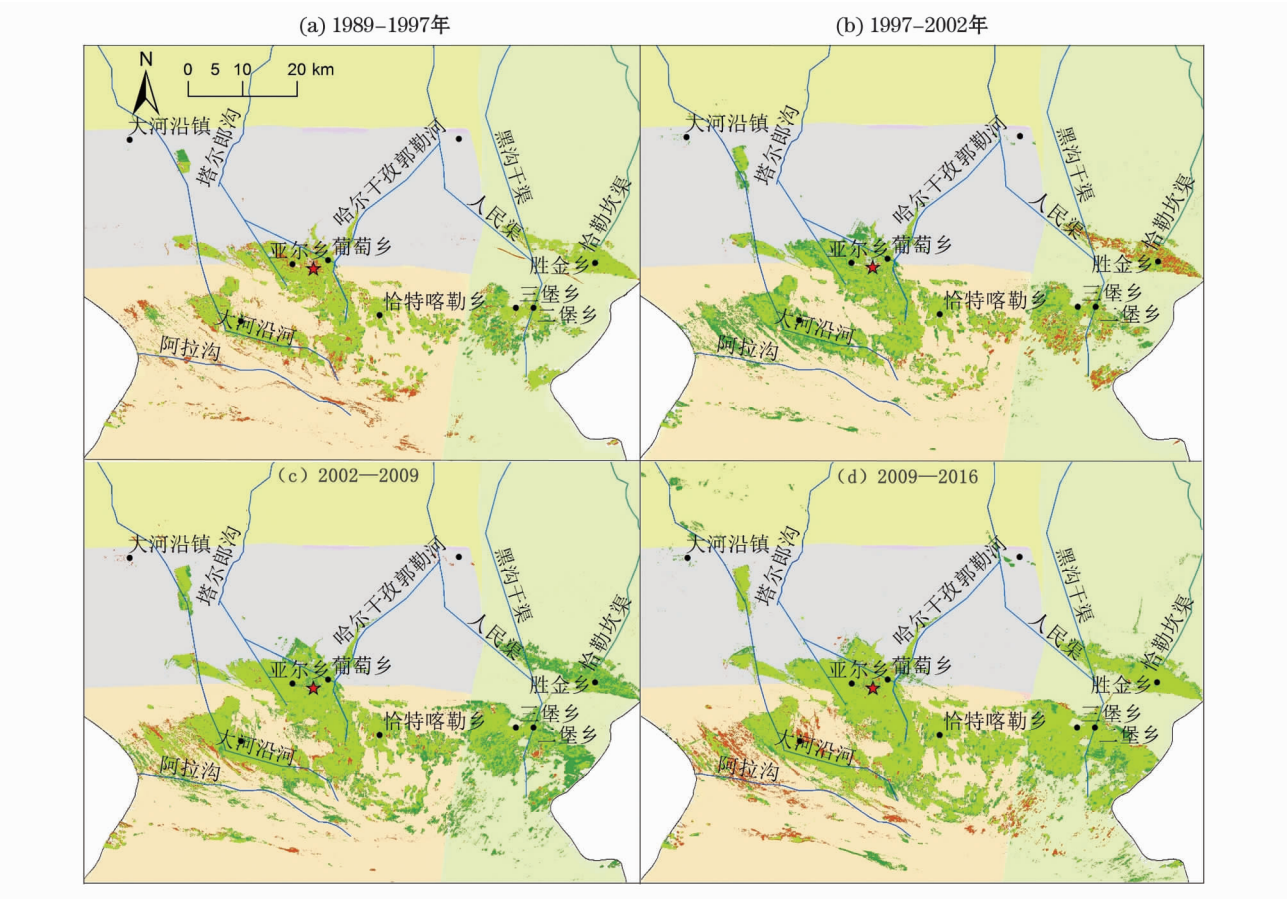 (a) 1989–1997年
(b) 1997–2002年
N
0 5 10 20 km
大河沿镇
塔尔郎沟
哈尔干孜郭勒河
黑沟干渠
人民渠
恰勒坎渠
亚尔乡
葡萄乡
胜金乡
恰特喀勒乡
三堡乡
二堡乡
大河沿河
阿拉沟
大河沿镇
塔尔郎沟
哈尔干孜郭勒河
黑沟干渠
人民渠
恰勒坎渠
亚尔乡
葡萄乡
胜金乡
恰特喀勒乡
三堡乡
二堡乡
大河沿河
阿拉沟
(c) 2002—2009
(d) 2009—2016
大河沿镇
塔尔郎沟
哈尔干孜郭勒河
黑沟干渠
人民渠
恰勒坎渠
亚尔乡
葡萄乡
胜金乡
恰特喀勒乡
三堡乡
二堡乡
大河沿河
阿拉沟
大河沿镇
塔尔郎沟
哈尔干孜郭勒河
黑沟干渠
人民渠
恰勒坎渠
亚尔乡
葡萄乡
胜金乡
恰特喀勒乡
三堡乡
二堡乡
大河沿河
阿拉沟